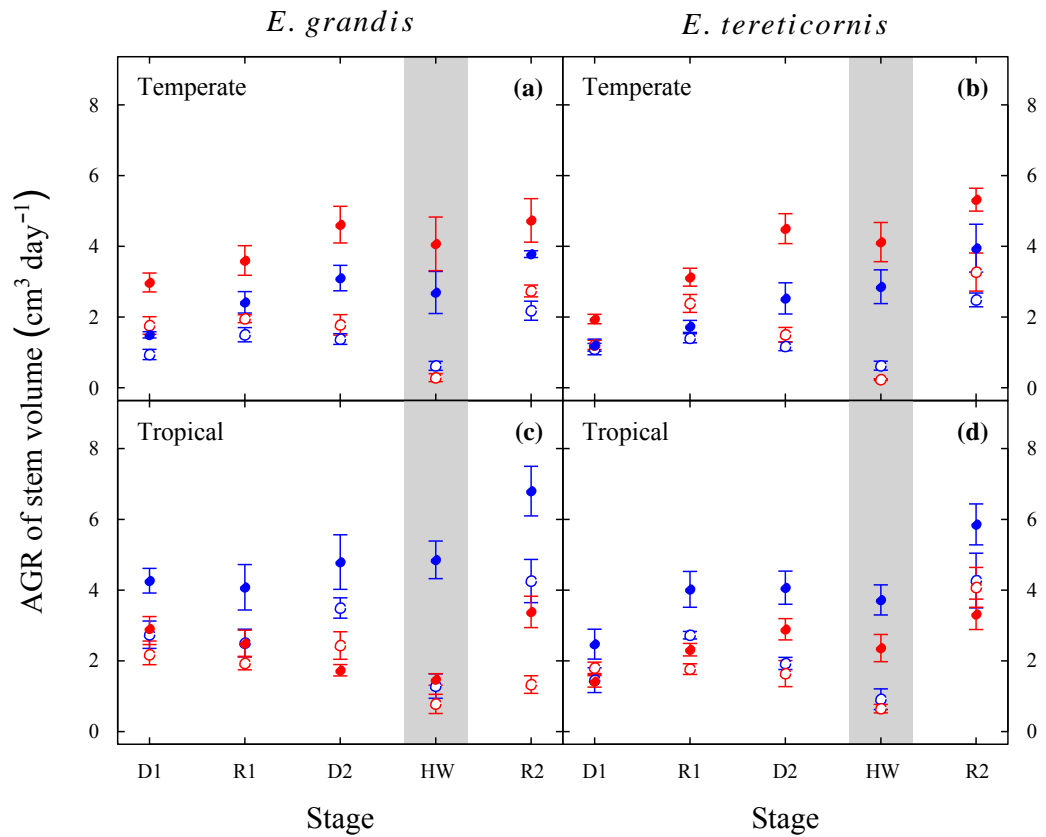 E. grandis E. tereticornis
Temperate (a) Temperate (b)
8 8
6 6
4 4
2 2
0 0
Tropical (c) Tropical (d)
8 8
6 6
4 4
2 2
0 0
AGR of stem volume (cm³ day⁻¹)
D1 R1 D2 HW R2 D1 R1 D2 HW R2
Stage Stage